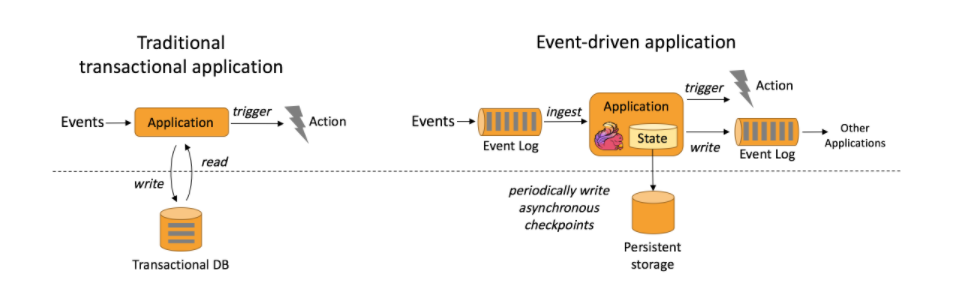 Traditional
transactional application
Events
Application
trigger
Action
write
read
Transactional DB
Event-driven application
Events
Event Log
ingest
Application
State
trigger
Action
write
Event Log
Other
Applications
periodically write
asynchronous
checkpoints
Persistent
storage